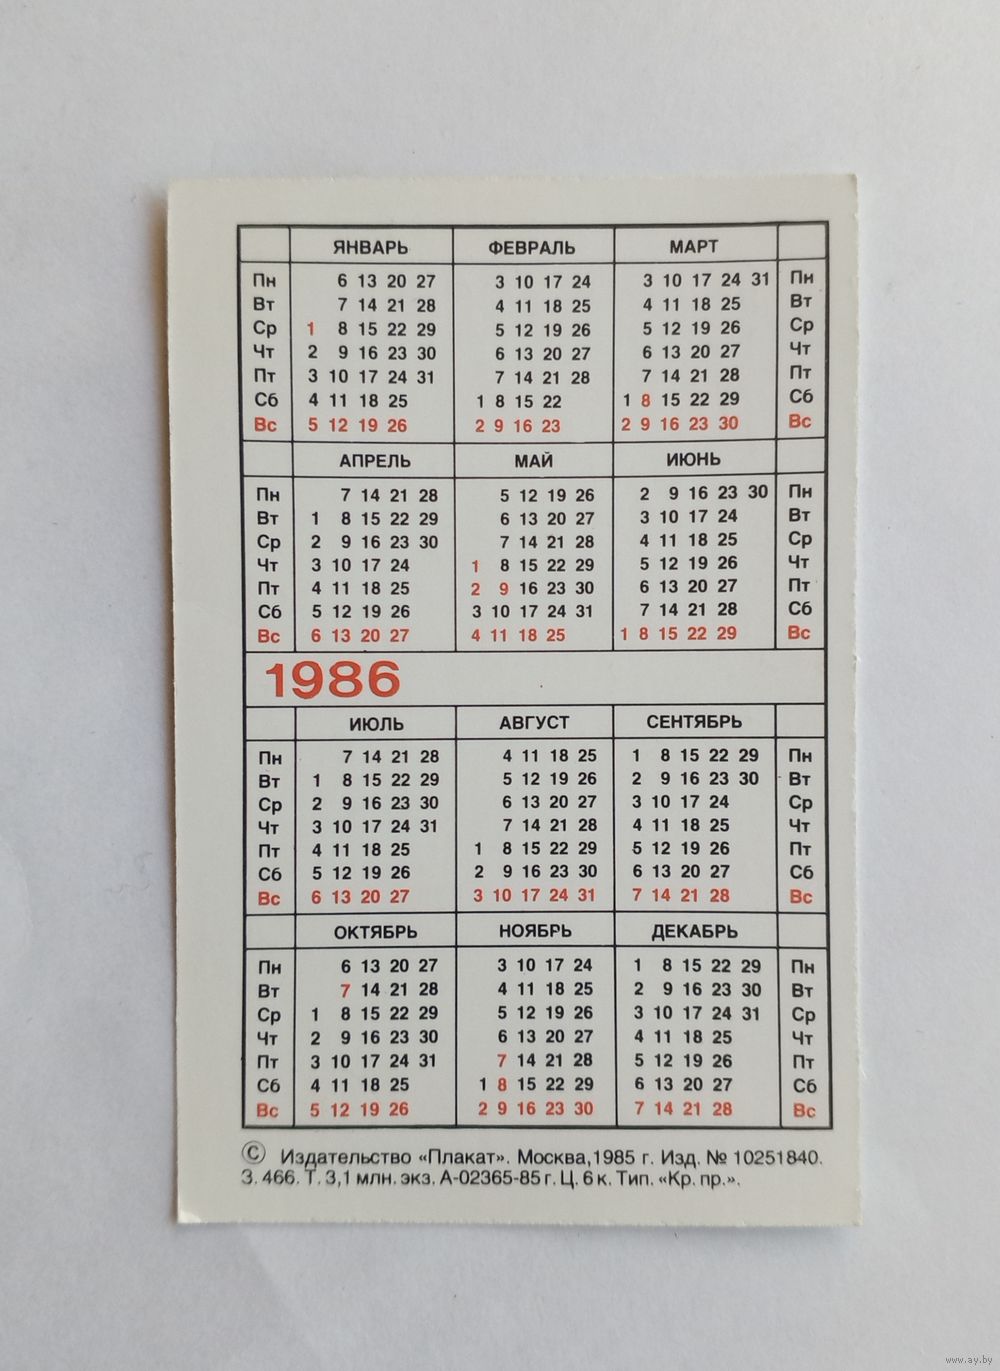 ЯНВАРЬ ФЕВРАЛЬ МАРТ
Пн 6 13 20 27 3 10 17 24 3 10 17 24 31 Пн
Вт 7 14 21 28 4 11 18 25 4 11 18 25 Вт
Ср 1 8 15 22 29 5 12 19 26 5 12 19 26 Ср
Чт 2 9 16 23 30 6 13 20 27 6 13 20 27 Чт
Пт 3 10 17 24 31 7 14 21 28 7 14 21 28 Пт
Сб 4 11 18 25 1 8 15 22 1 8 15 22 29 Сб
Вс 5 12 19 26 2 9 16 23 2 9 16 23 30 Вс
АПРЕЛЬ МАЙ ИЮНЬ
Пн 7 14 21 28 5 12 19 26 2 9 16 23 30 Пн
Вт 1 8 15 22 29 6 13 20 27 3 10 17 24 Вт
Ср 2 9 16 23 30 7 14 21 28 4 11 18 25 Ср
Чт 3 10 17 24 1 8 15 22 29 5 12 19 26 Чт
Пт 4 11 18 25 2 9 16 23 30 6 13 20 27 Пт
Сб 5 12 19 26 3 10 17 24 31 7 14 21 28 Сб
Вс 6 13 20 27 4 11 18 25 1 8 15 22 29 Вс
1986
ИЮЛЬ АВГУСТ СЕНТЯБРЬ
Пн 7 14 21 28 4 11 18 25 1 8 15 22 29 Пн
Вт 1 8 15 22 29 5 12 19 26 2 9 16 23 30 Вт
Ср 2 9 16 23 30 6 13 20 27 3 10 17 24 Ср
Чт 3 10 17 24 31 7 14 21 28 4 11 18 25 Чт
Пт 4 11 18 25 1 8 15 22 29 5 12 19 26 Пт
Сб 5 12 19 26 2 9 16 23 30 6 13 20 27 Сб
Вс 6 13 20 27 3 10 17 24 31 7 14 21 28 Вс
ОКТЯБРЬ НОЯБРЬ ДЕКАБРЬ
Пн 6 13 20 27 3 10 17 24 1 8 15 22 29 Пн
Вт 7 14 21 28 4 11 18 25 2 9 16 23 30 Вт
Ср 1 8 15 22 29 5 12 19 26 3 10 17 24 31 Ср
Чт 2 9 16 23 30 6 13 20 27 4 11 18 25 Чт
Пт 3 10 17 24 31 7 14 21 28 5 12 19 26 Пт
Сб 4 11 18 25 1 8 15 22 29 6 13 20 27 Сб
Вс 5 12 19 26 2 9 16 23 30 7 14 21 28 Вс
© Издательство «Плакат». Москва, 1985 г. Изд. № 10251840.
З. 466. Т. 3,1 млн. экз. А-02365-85 г. Ц. 6 к. Тип. «Кр. пр.».
www.ay.by